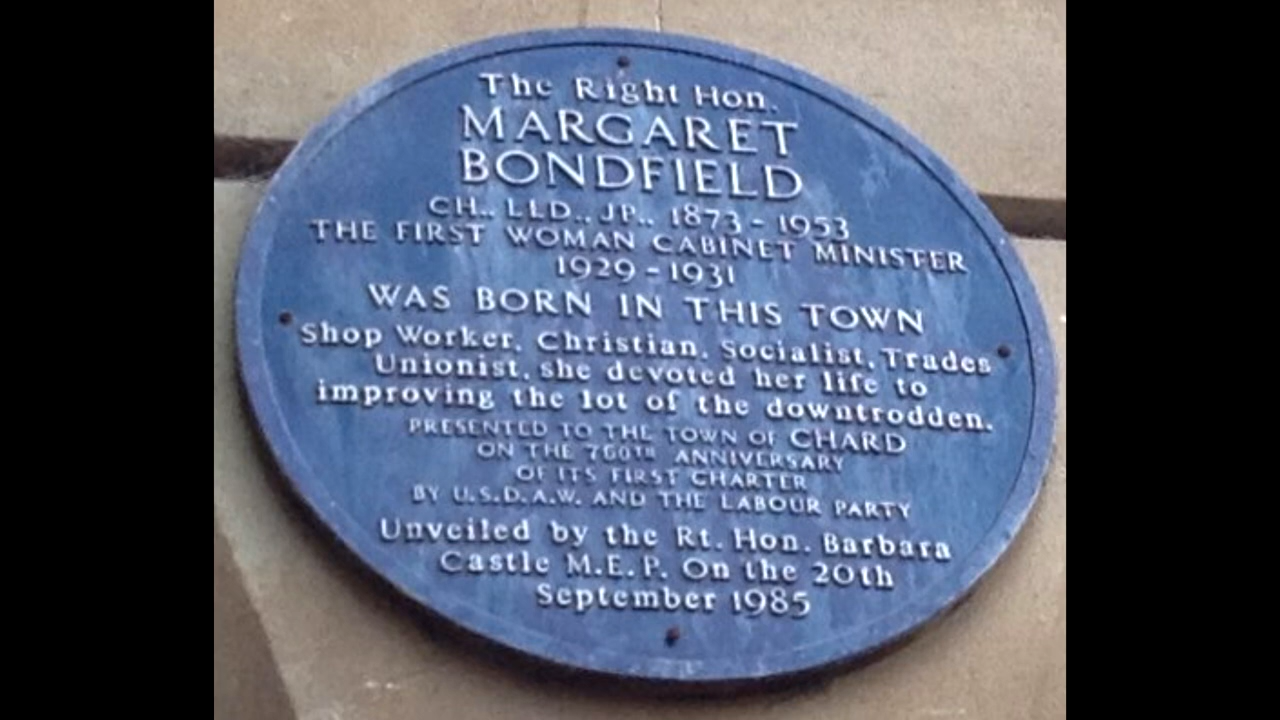 The Right Hon.
MARGARET
BONDFIELD
CH., LLD., JP., 1873 - 1953
THE FIRST WOMAN CABINET MINISTER
1929 - 1931
WAS BORN IN THIS TOWN
Shop Worker, Christian, Socialist, Trades
Unionist, she devoted her life to
improving the lot of the downtrodden.
PRESENTED TO THE TOWN OF CHARD
ON THE 750TH ANNIVERSARY
OF ITS FIRST CHARTER
BY U.S.D.A.W. AND THE LABOUR PARTY
Unveiled by the Rt. Hon. Barbara
Castle M.E.P. On the 20th
September 1985